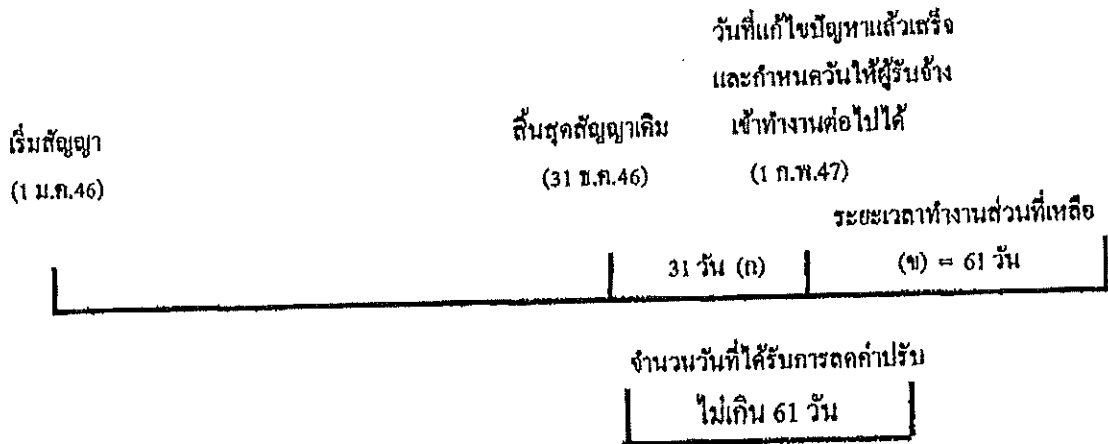 วันที่แก้ไขปัญหาแล้วเสร็จ
และกำหนดวันให้ผู้รับจ้าง
เริ่มสัญญา
สิ้นสุดสัญญาเดิม
เข้าทำงานต่อไปได้
(1 ม.ค.46)
(31 ธ.ค.46)
(1 ก.พ.47)
ระยะเวลาทำงานส่วนที่เหลือ
31 วัน (ก)
(ข) = 61 วัน
จำนวนวันที่ได้รับการลดค่าปรับ
ไม่เกิน 61 วัน